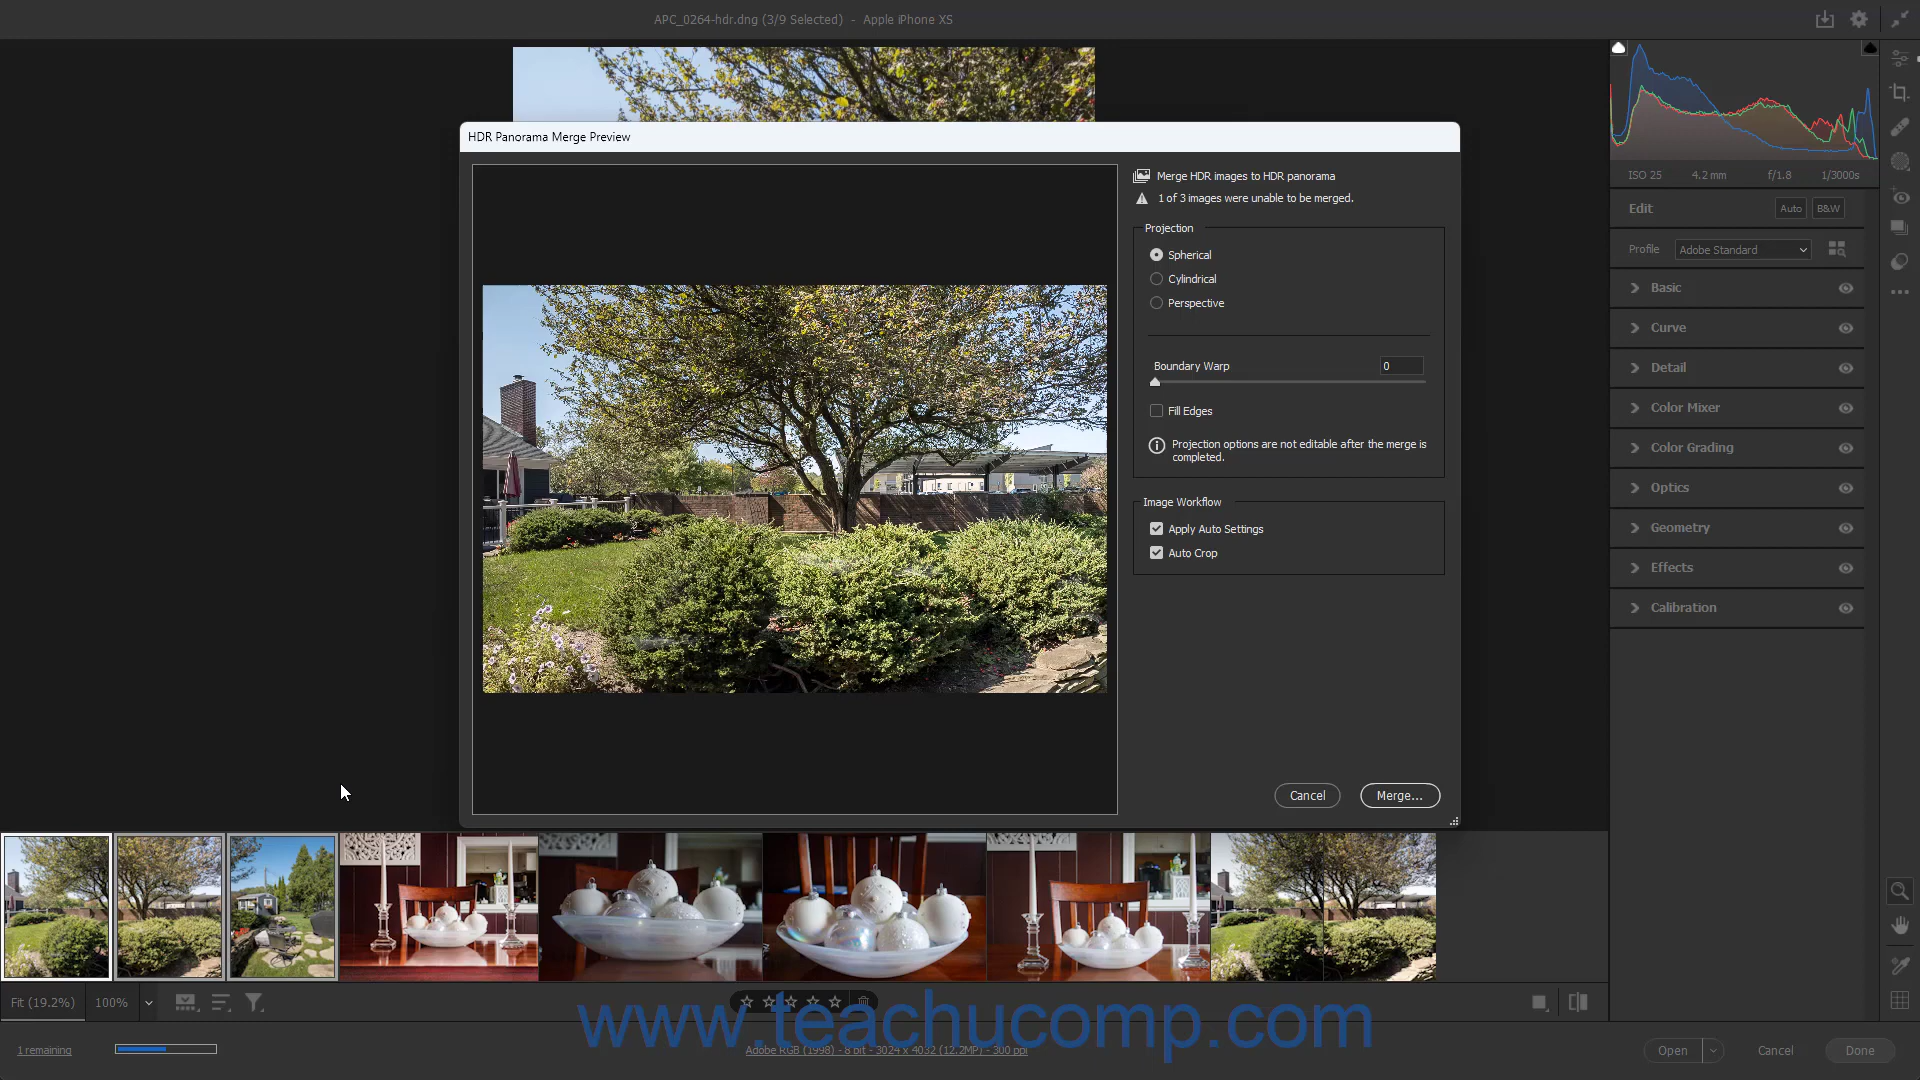 APC_0264-hdr.dng (3/9 Selected) - Apple iPhone XS
HDR Panorama Merge Preview
Merge HDR images to HDR panorama
1 of 3 images were unable to be merged.
Projection
Spherical
Cylindrical
Perspective
Boundary Warp 0
Fill Edges
Projection options are not editable after the merge is
completed.
Image Workflow
Apply Auto Settings
Auto Crop
Cancel Merge...
ISO 25 4.2 mm f/1.8 1/3000s
Edit Auto B&W
Profile Adobe Standard
Basic
Curve
Detail
Color Mixer
Color Grading
Optics
Geometry
Effects
Calibration
Fit (19.2%) 100%
www.teachucomp.com
1 remaining
Adobe RGB (1998) - 8 bit - 3024 x 4032 (12.2MP) - 300 ppi
Open Cancel Done